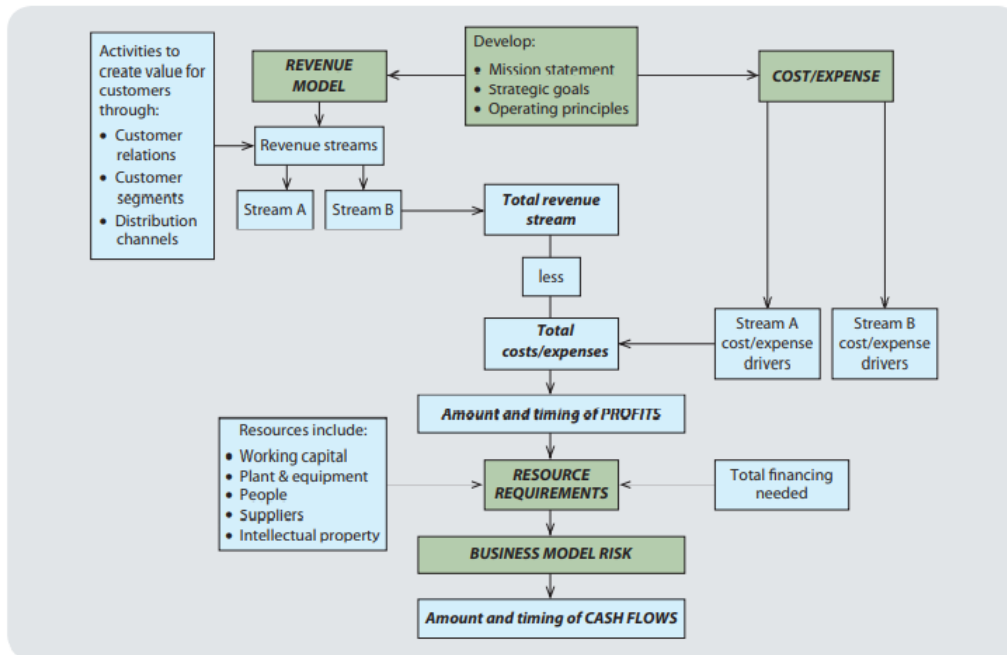 Activities to
create value for
customers
through:
• Customer
relations
• Customer
segments
• Distribution
channels
REVENUE
MODEL
Develop:
• Mission statement
• Strategic goals
• Operating principles
COST/EXPENSE
Revenue streams
Stream A
Stream B
Total revenue
stream
less
Total
costs/expenses
Stream A
cost/expense
drivers
Stream B
cost/expense
drivers
Amount and timing of PROFITS
Resources include:
• Working capital
• Plant & equipment
• People
• Suppliers
• Intellectual property
RESOURCE
REQUIREMENTS
Total financing
needed
BUSINESS MODEL RISK
Amount and timing of CASH FLOWS